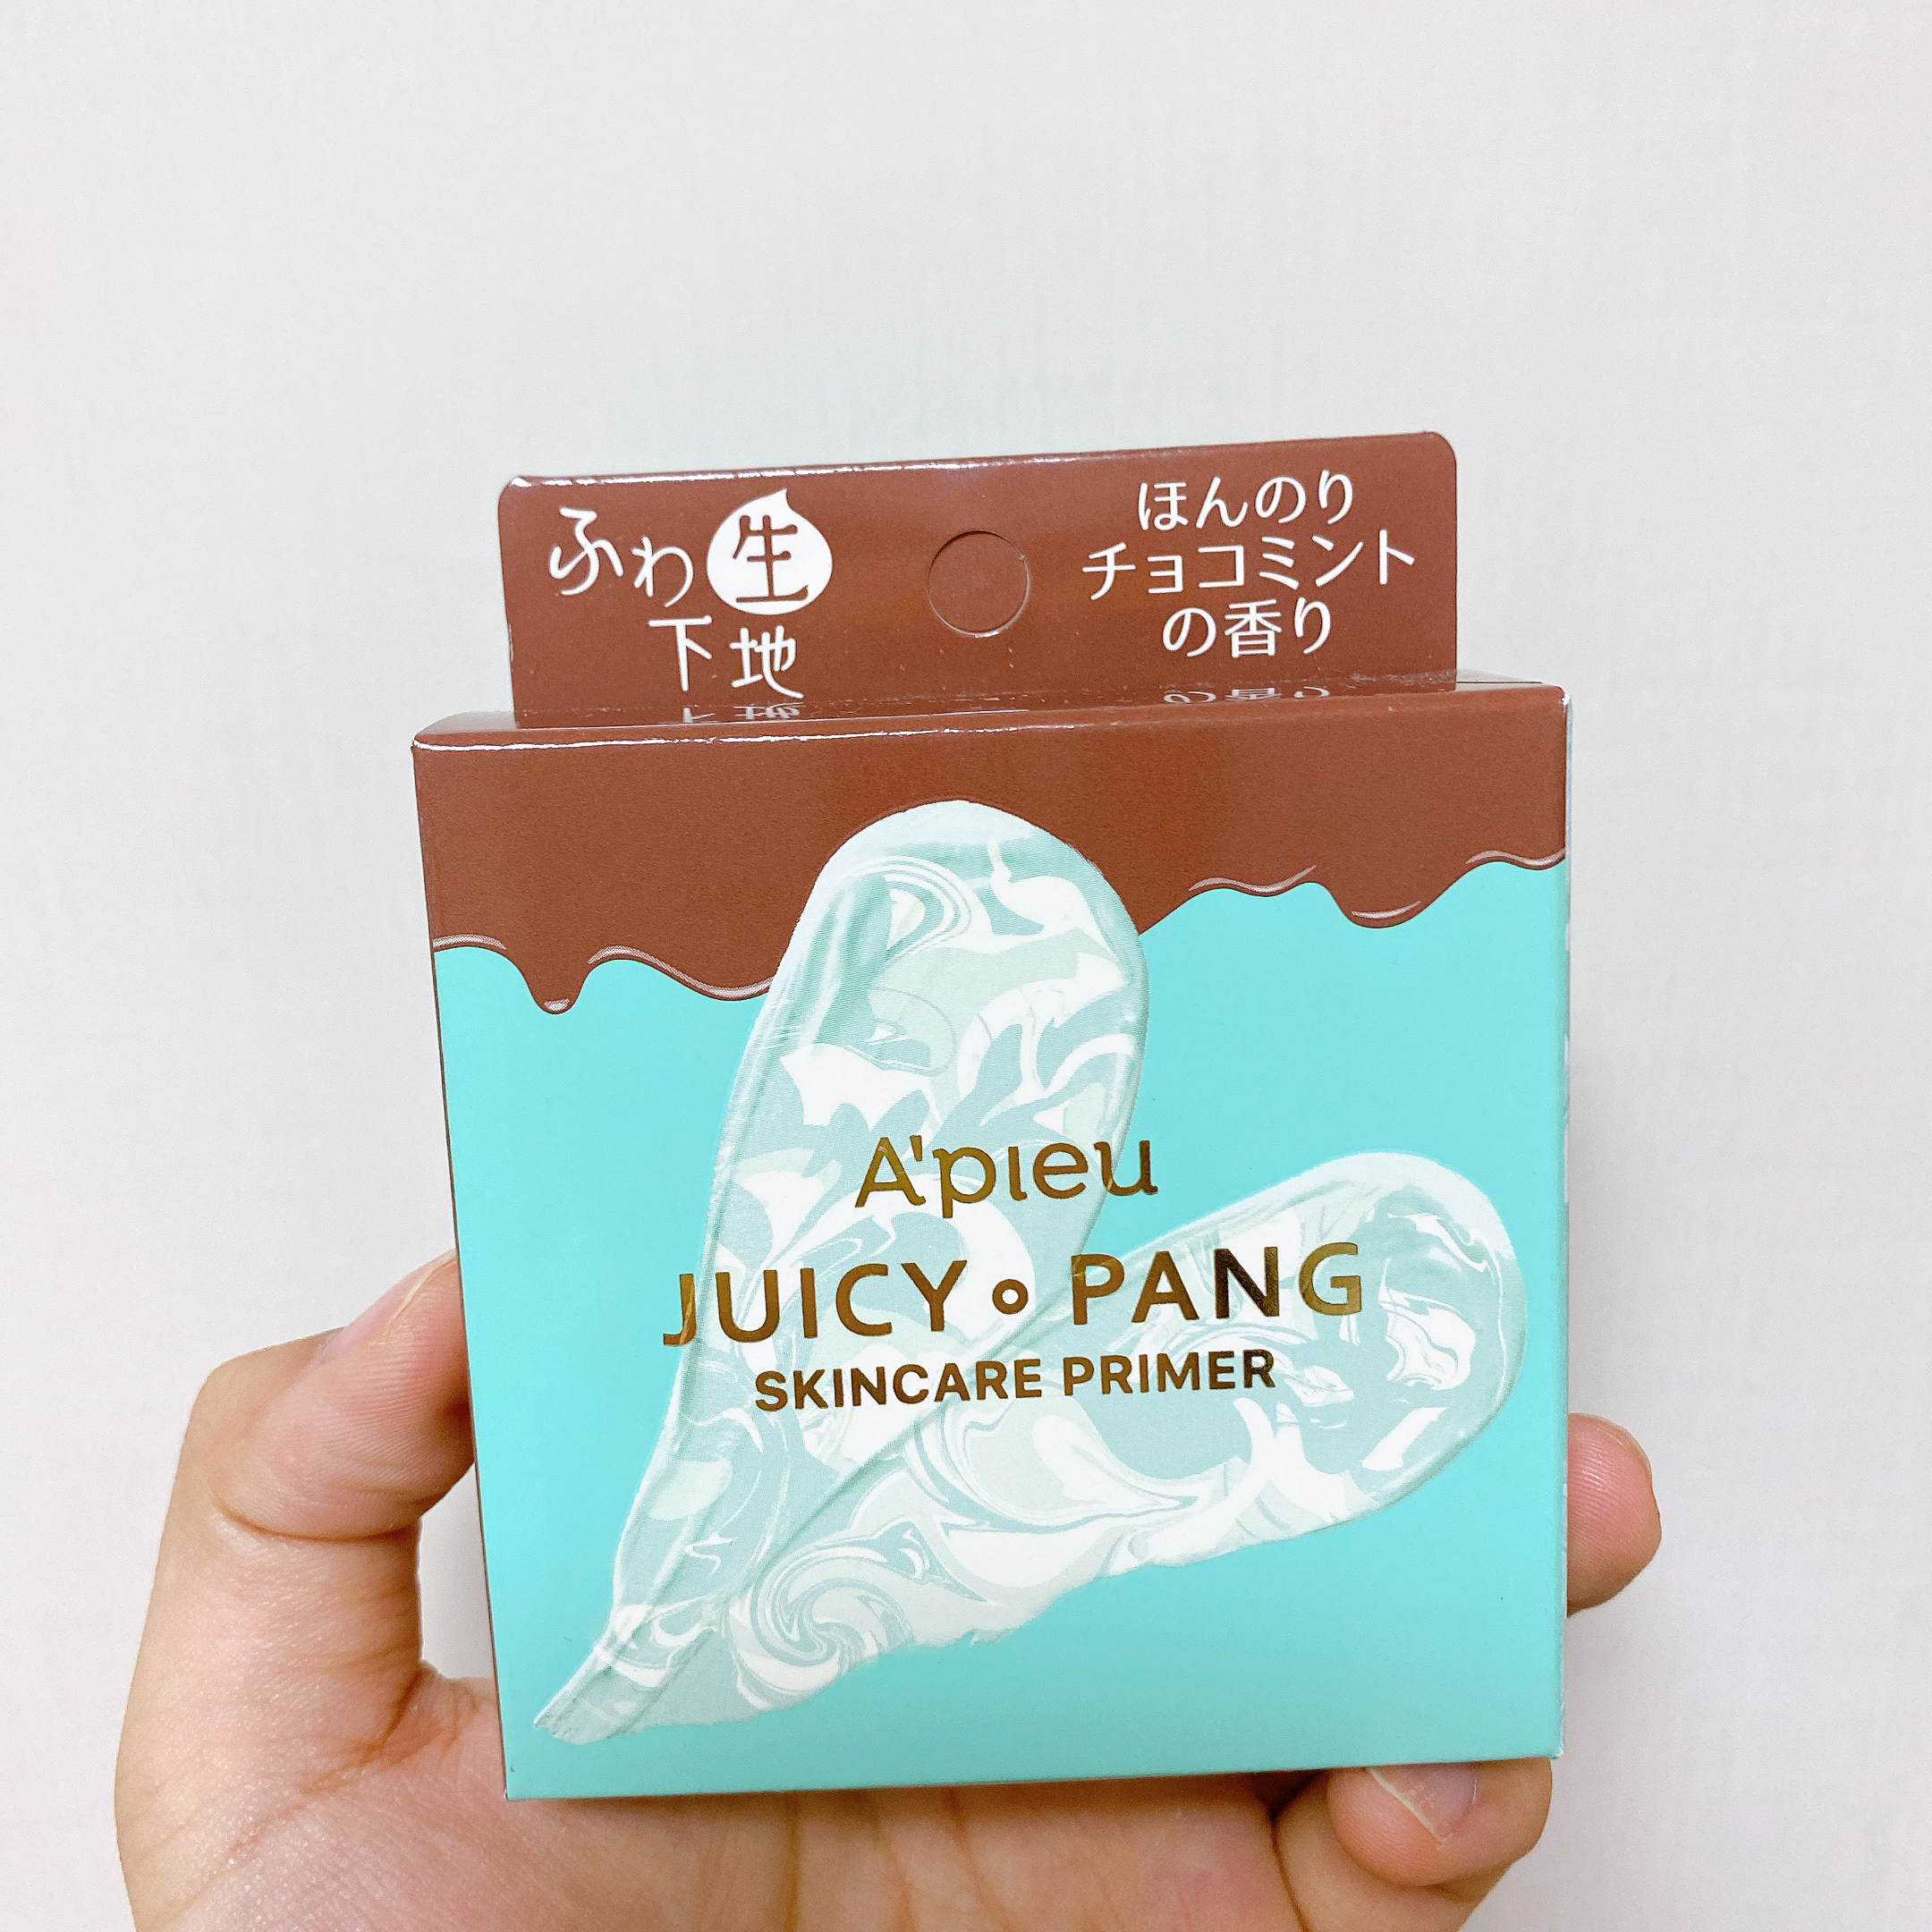 ふわ生
下地
ほんのり
チョコミント
の香り
A'pieu
JUICY・PANG
SKINCARE PRIMER